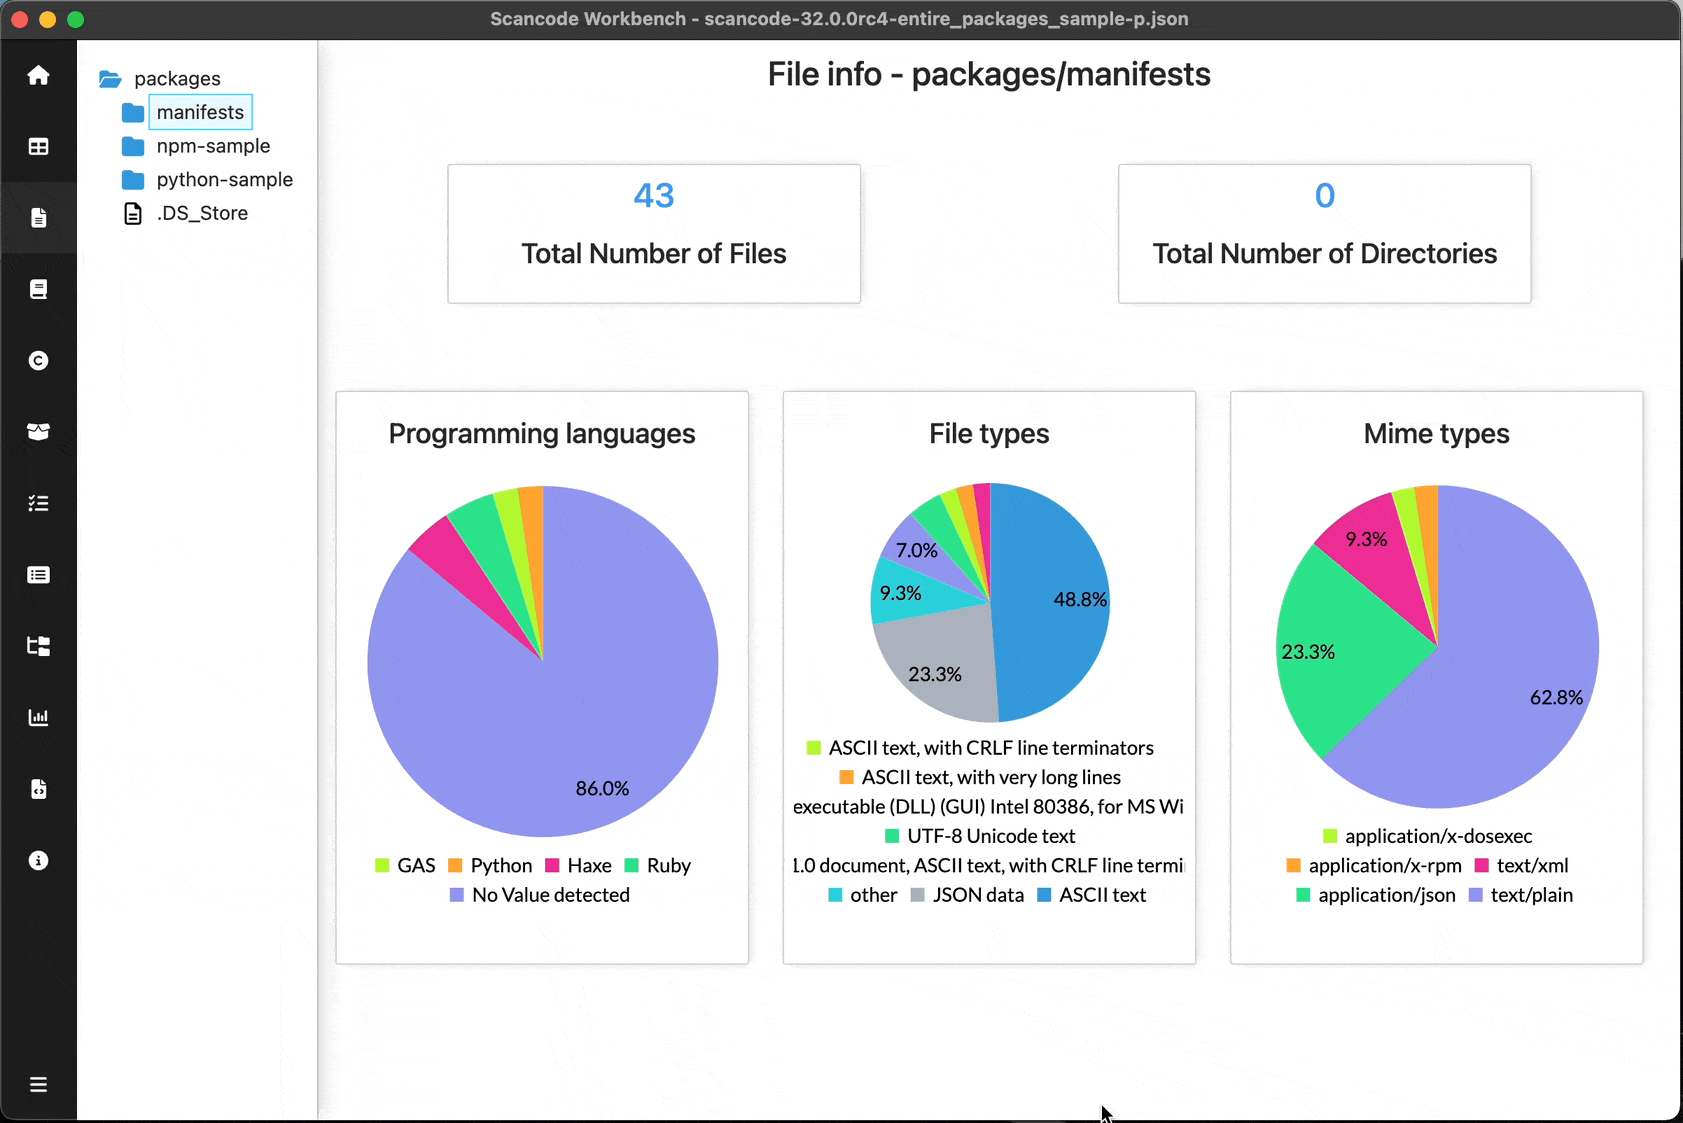 Scancode Workbench - scancode-32.0.0rc4-entire_packages_sample-p.json
packages
manifests
npm-sample
python-sample
.DS_Store
File info - packages/manifests
43
Total Number of Files
0
Total Number of Directories
Programming languages
86.0%
GAS Python Haxe Ruby
No Value detected
File types
7.0%
9.3%
48.8%
23.3%
ASCII text, with CRLF line terminators
ASCII text, with very long lines
executable (DLL) (GUI) Intel 80386, for MS Wi
UTF-8 Unicode text
1.0 document, ASCII text, with CRLF line termi
other JSON data ASCII text
Mime types
9.3%
23.3%
62.8%
application/x-dosexec
application/x-rpm text/xml
application/json text/plain